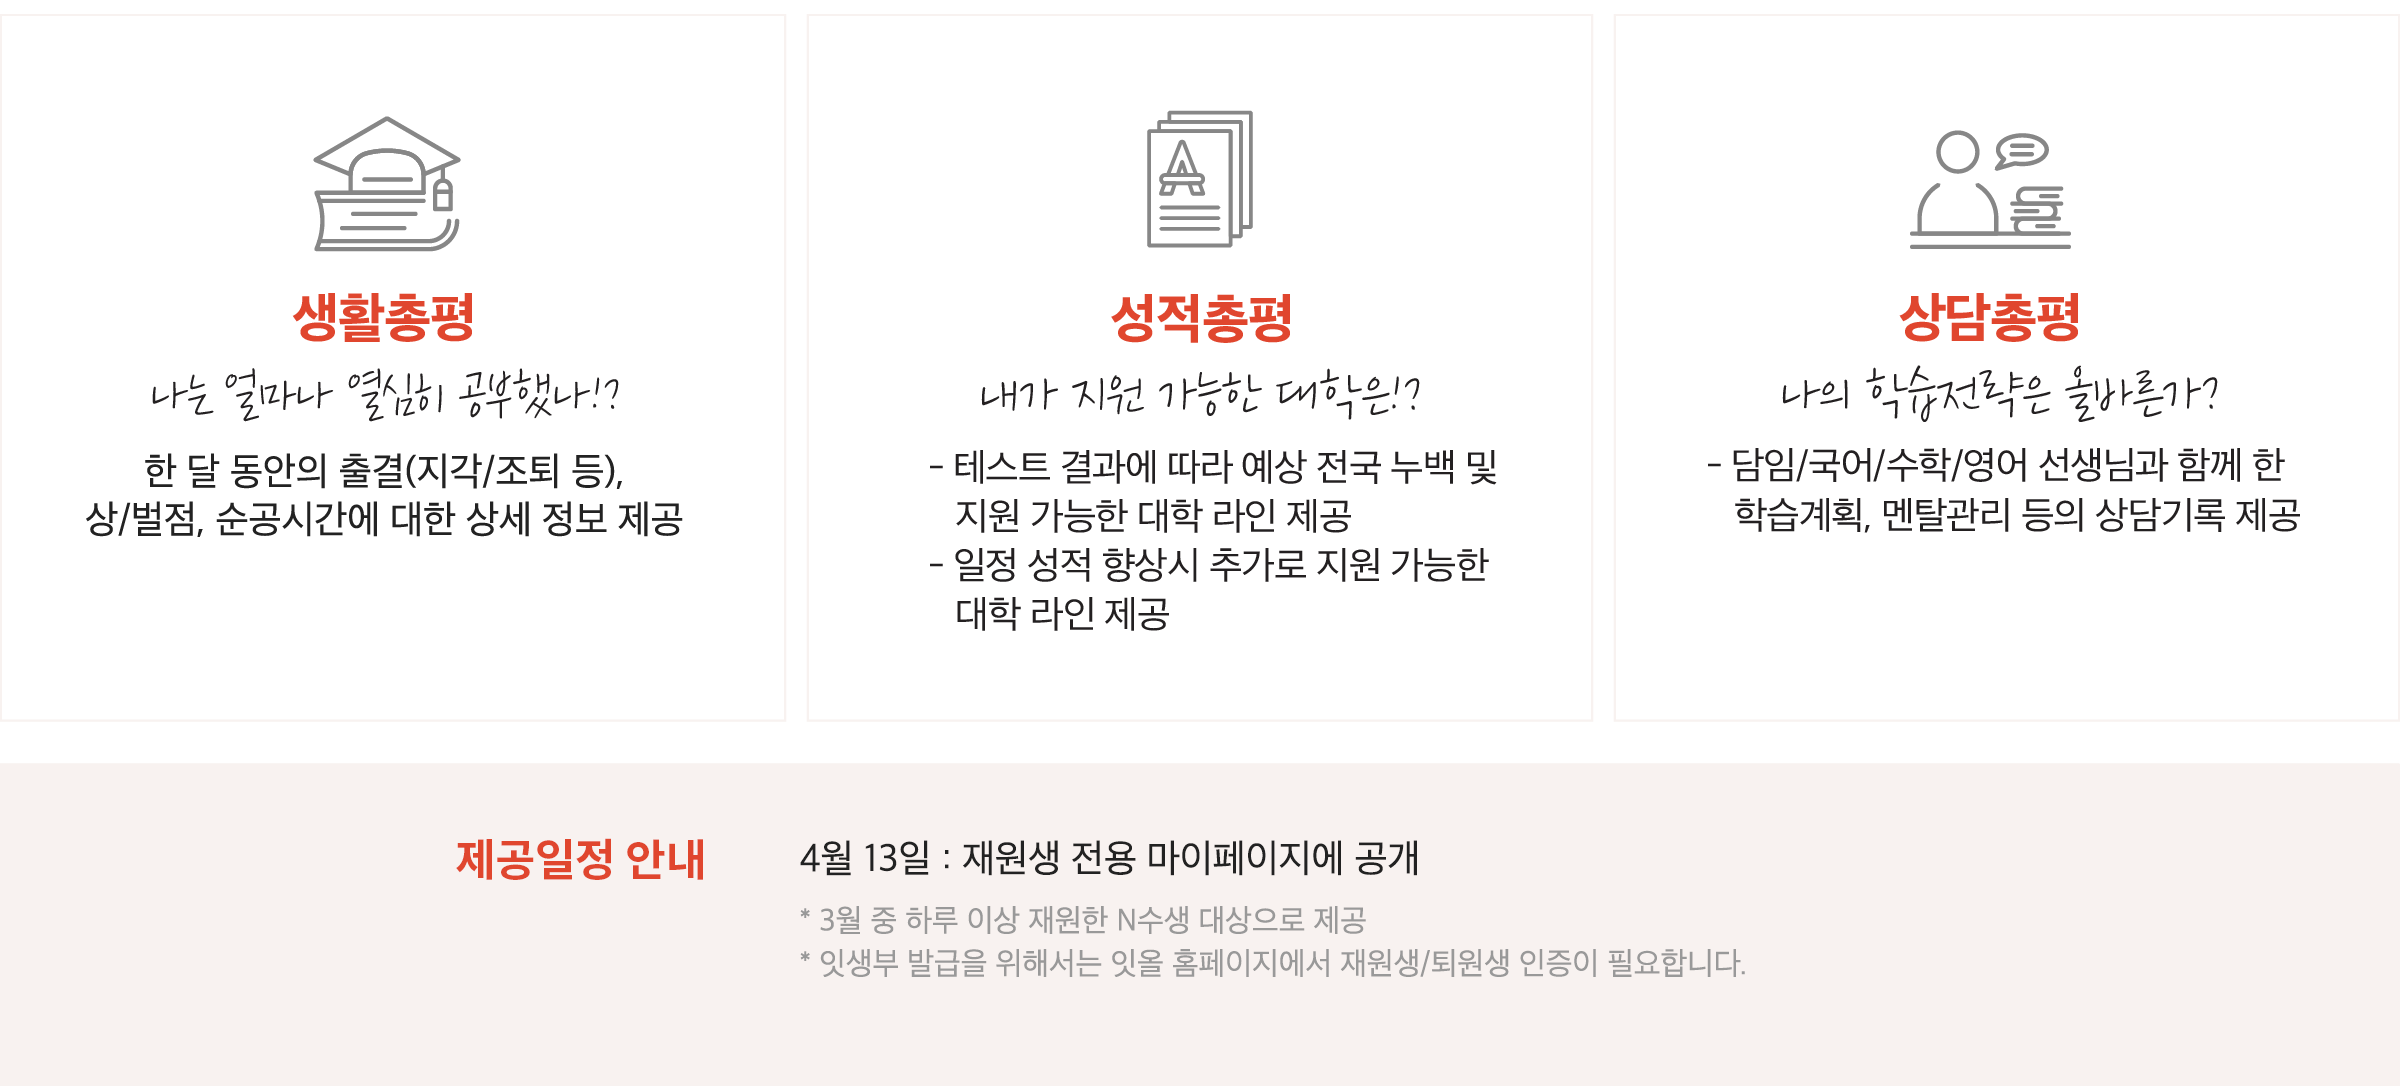 생활총평
나는 얼마나 열심히 공부했나!?
한 달 동안의 출결(지각/조퇴 등),
상/벌점, 순공시간에 대한 상세 정보 제공
성적총평
내가 지원 가능한 대학은!?
- 테스트 결과에 따라 예상 전국 누백 및
지원 가능한 대학 라인 제공
- 일정 성적 향상시 추가로 지원 가능한
대학 라인 제공
상담총평
나의 학습전략은 올바른가?
- 담임/국어/수학/영어 선생님과 함께 한
학습계획, 멘탈관리 등의 상담기록 제공
제공일정 안내
4월 13일 : 재원생 전용 마이페이지에 공개
* 3월 중 하루 이상 재원한 N수생 대상으로 제공
* 잇생부 발급을 위해서는 잇올 홈페이지에서 재원생/퇴원생 인증이 필요합니다.